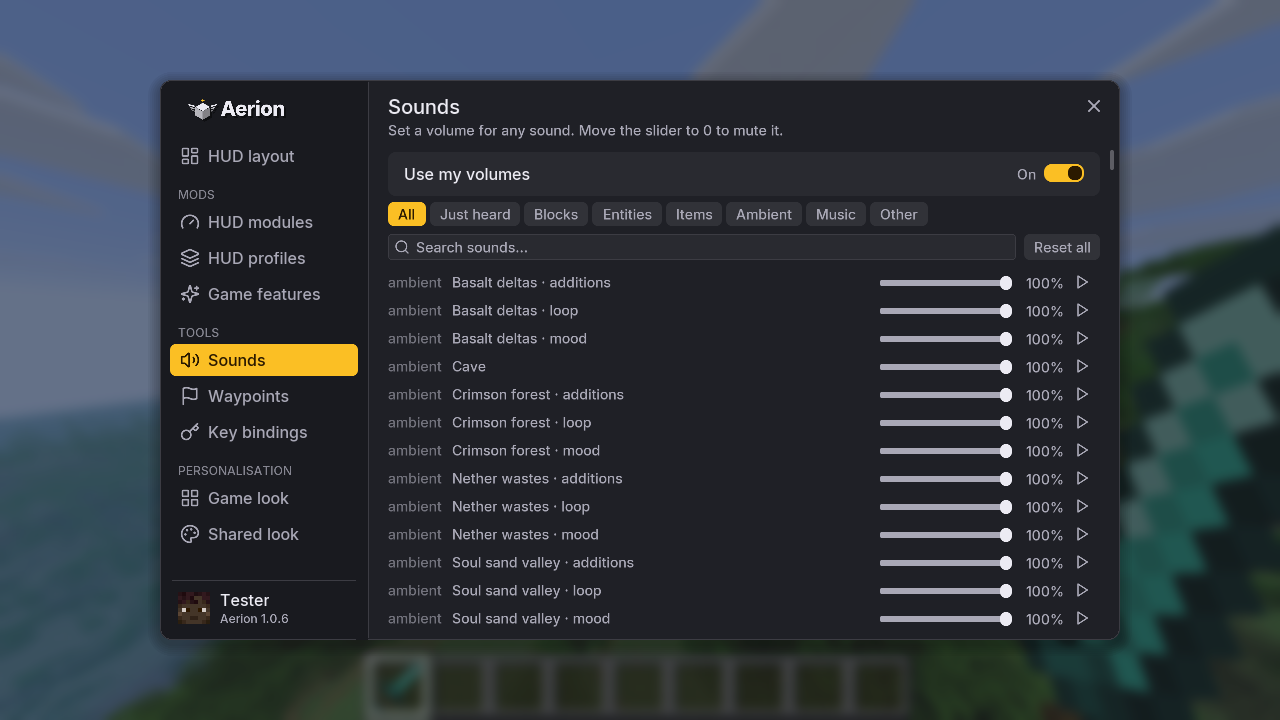 Aerion
HUD layout
MODS
HUD modules
HUD profiles
Game features
TOOLS
Sounds
Waypoints
Key bindings
PERSONALISATION
Game look
Shared look
Tester
Aerion 1.0.6
Sounds
Set a volume for any sound. Move the slider to 0 to mute it.
Use my volumes On
All Just heard Blocks Entities Items Ambient Music Other
Search sounds... Reset all
ambient Basalt deltas · additions 100%
ambient Basalt deltas · loop 100%
ambient Basalt deltas · mood 100%
ambient Cave 100%
ambient Crimson forest · additions 100%
ambient Crimson forest · loop 100%
ambient Crimson forest · mood 100%
ambient Nether wastes · additions 100%
ambient Nether wastes · loop 100%
ambient Nether wastes · mood 100%
ambient Soul sand valley · additions 100%
ambient Soul sand valley · loop 100%
ambient Soul sand valley · mood 100%